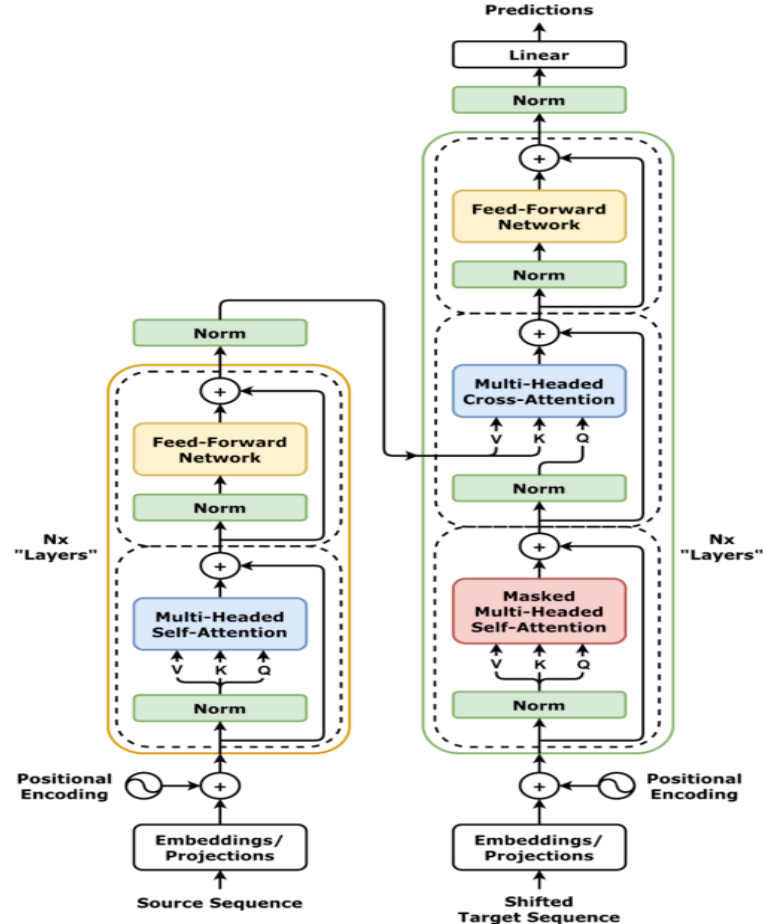 Predictions
Linear
Norm
+
Feed-Forward
Network
Norm
+
Multi-Headed
Cross-Attention
V K Q
Norm
+
Masked
Multi-Headed
Self-Attention
V K Q
Norm
Nx
"Layers"
+
Positional
Encoding
Embeddings/
Projections
Shifted
Target Sequence
Norm
+
Feed-Forward
Network
Norm
Nx
"Layers"
+
Multi-Headed
Self-Attention
V K Q
Norm
Positional
Encoding
+
Embeddings/
Projections
Source Sequence